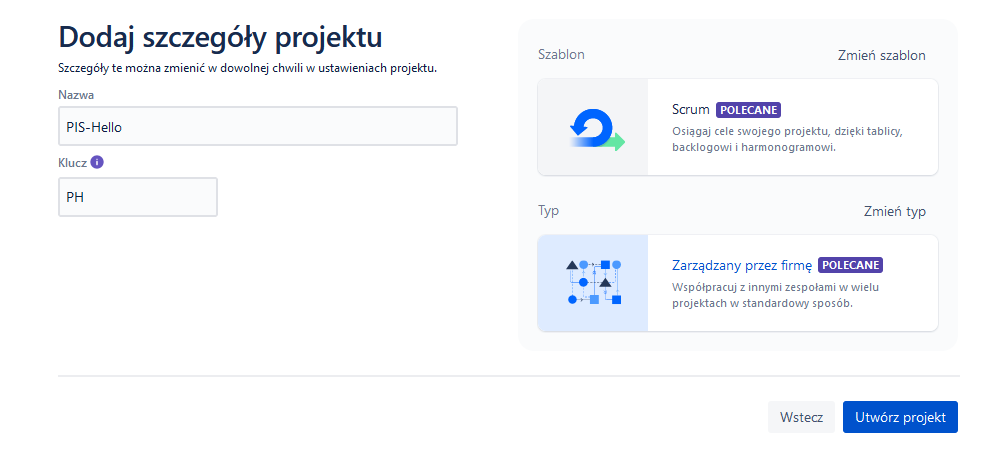 Dodaj szczegóły projektu
Szczegóły te można zmienić w dowolnej chwili w ustawieniach projektu.
Nazwa
PIS-Hello
Klucz
PH
Szablon
Zmień szablon
Scrum POLECANE
Osiągaj cele swojego projektu, dzięki tablicy,
backlogowi i harmonogramowi.
Typ
Zmień typ
Zarządzany przez firmę POLECANE
Współpracuj z innymi zespołami w wielu
projektach w standardowy sposób.
Wstecz
Utwórz projekt